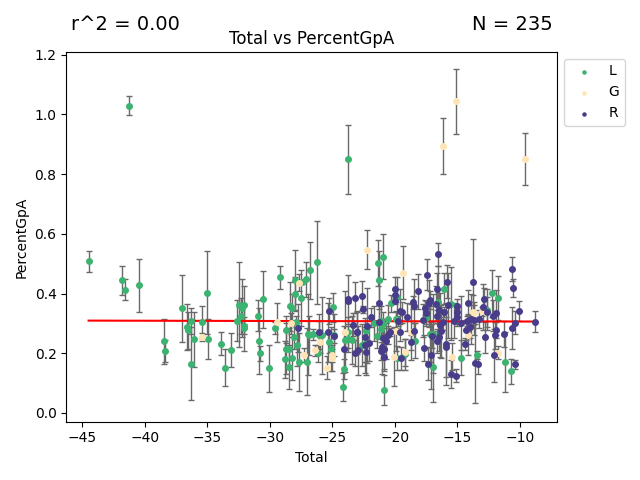 r^2 = 0.00
N = 235
Total vs PercentGpA
1.2
1.0
0.8
0.6
0.4
0.2
0.0
PercentGpA
−45
−40
−35
−30
−25
−20
−15
−10
Total
L
G
R